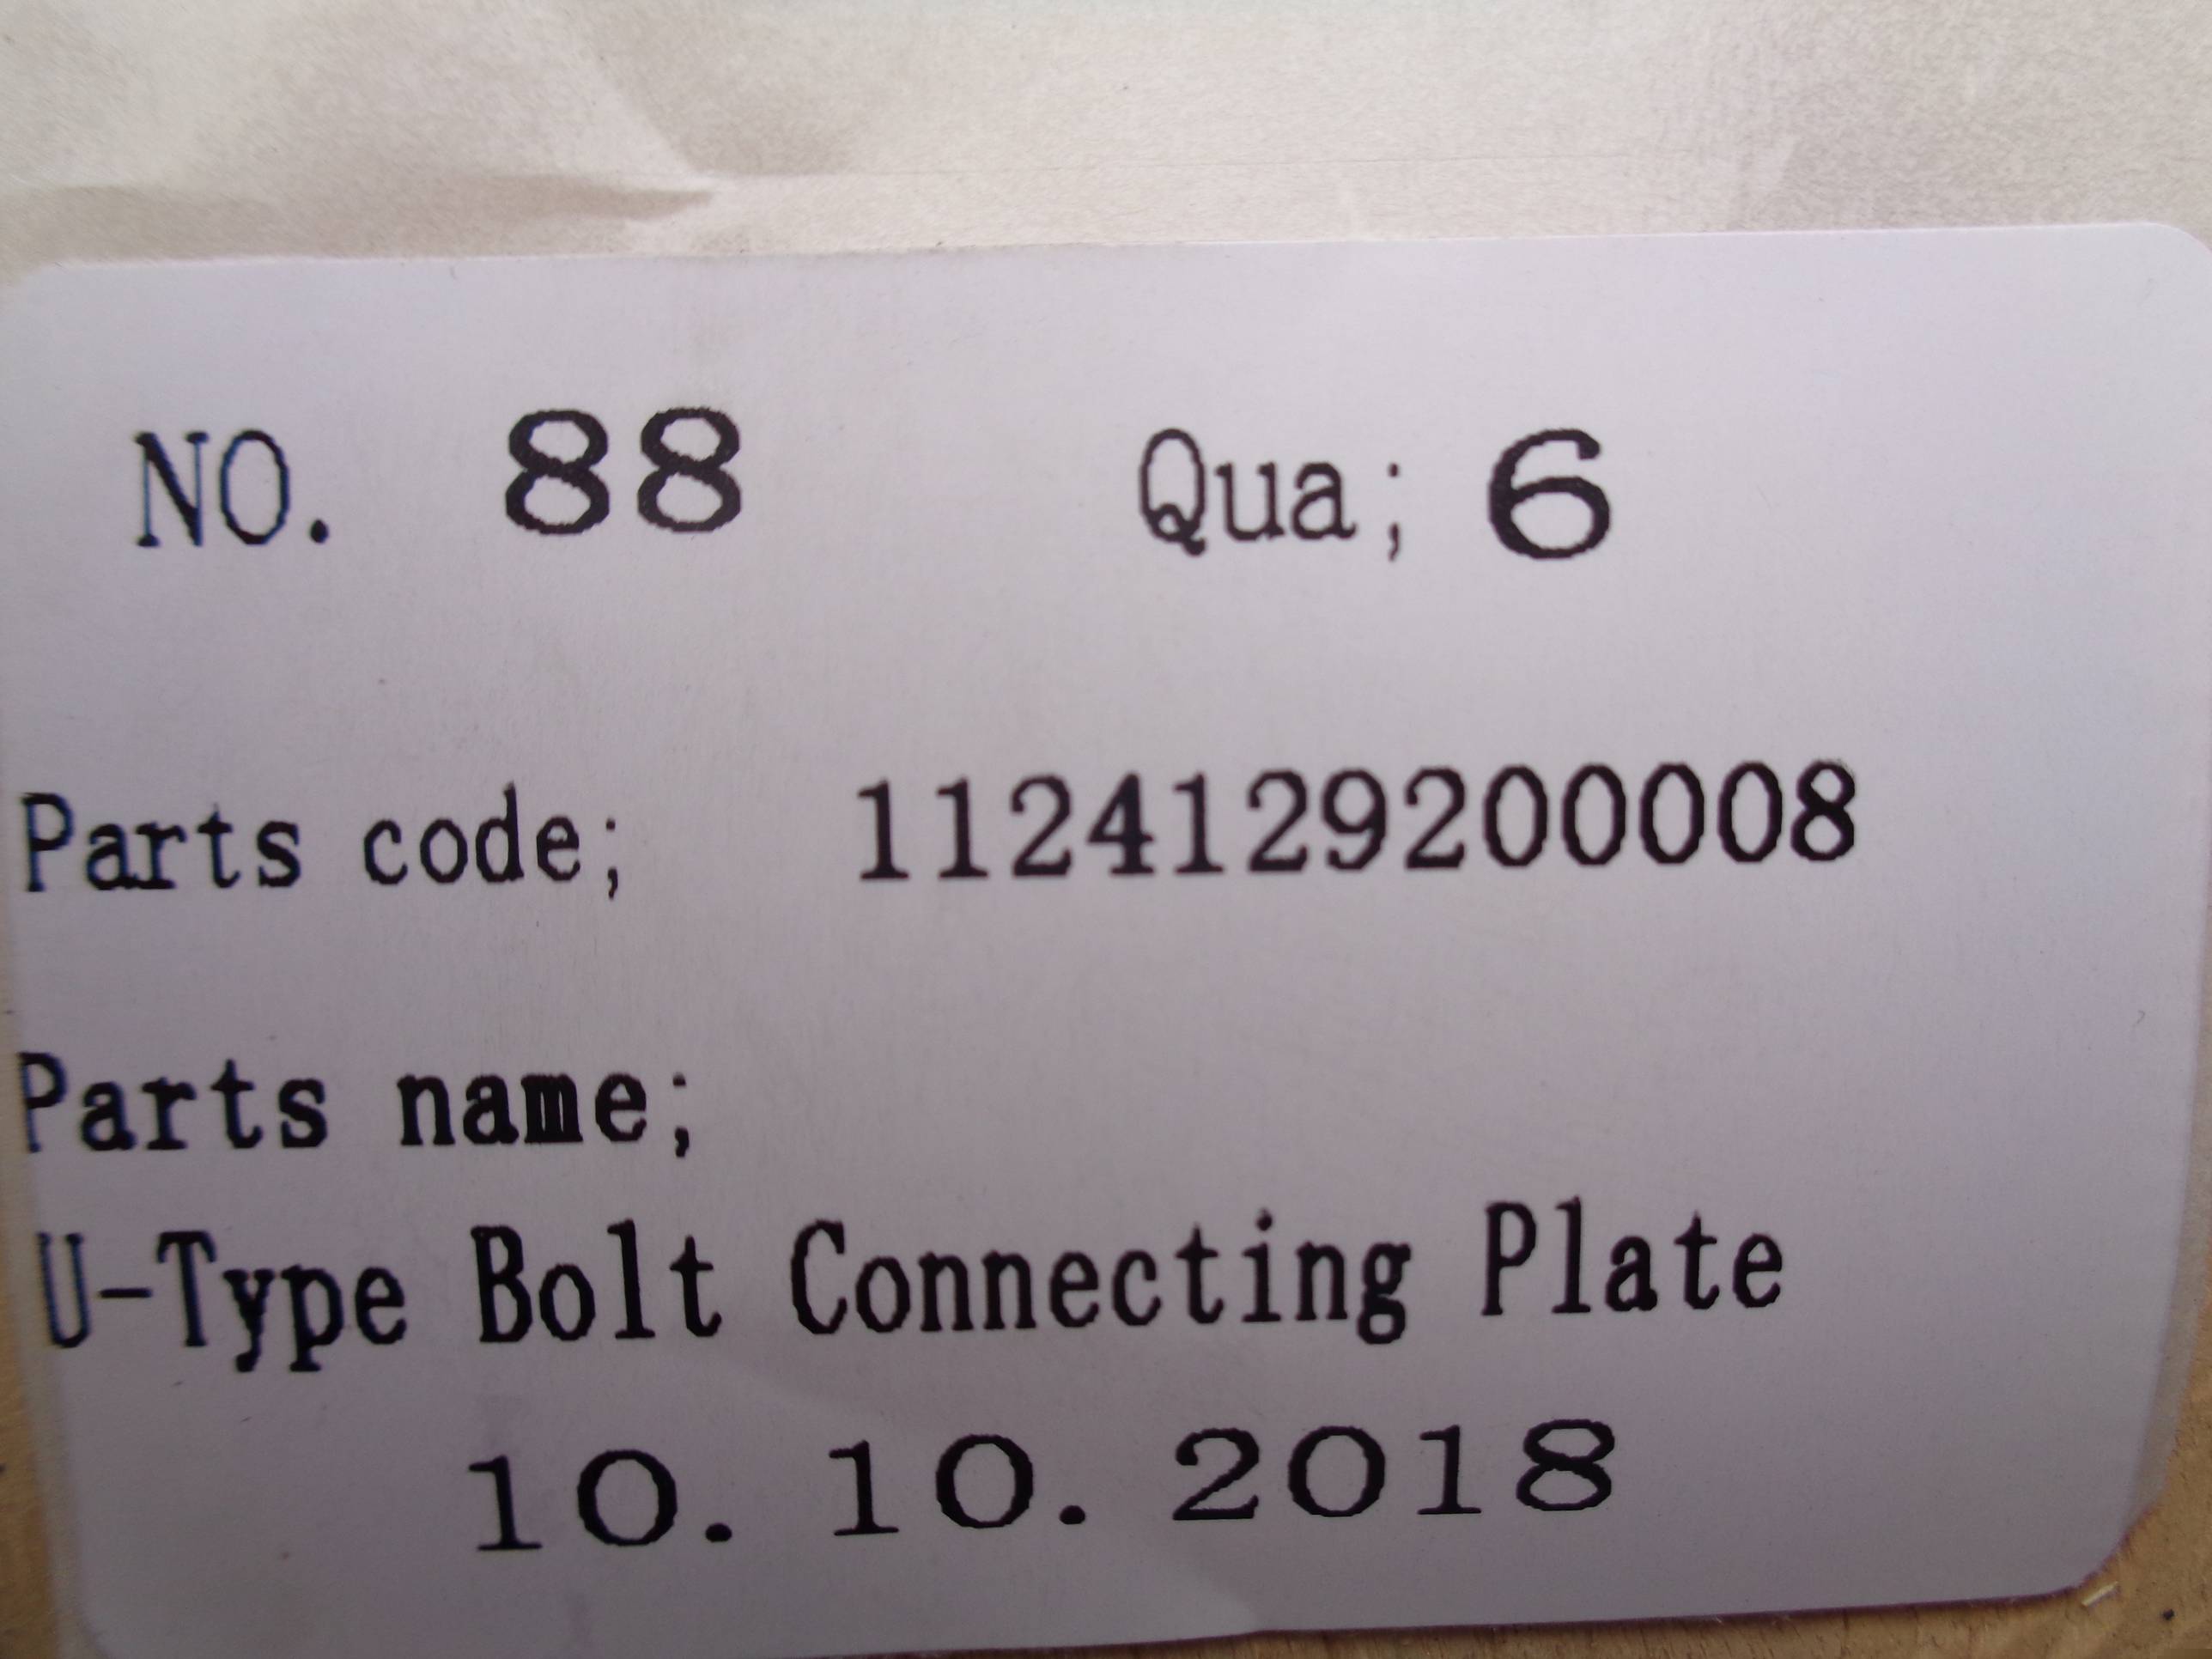 NO. 88 Qua; 6
Parts code; 1124129200008
Parts name;
U-Type Bolt Connecting Plate
10. 10. 2018